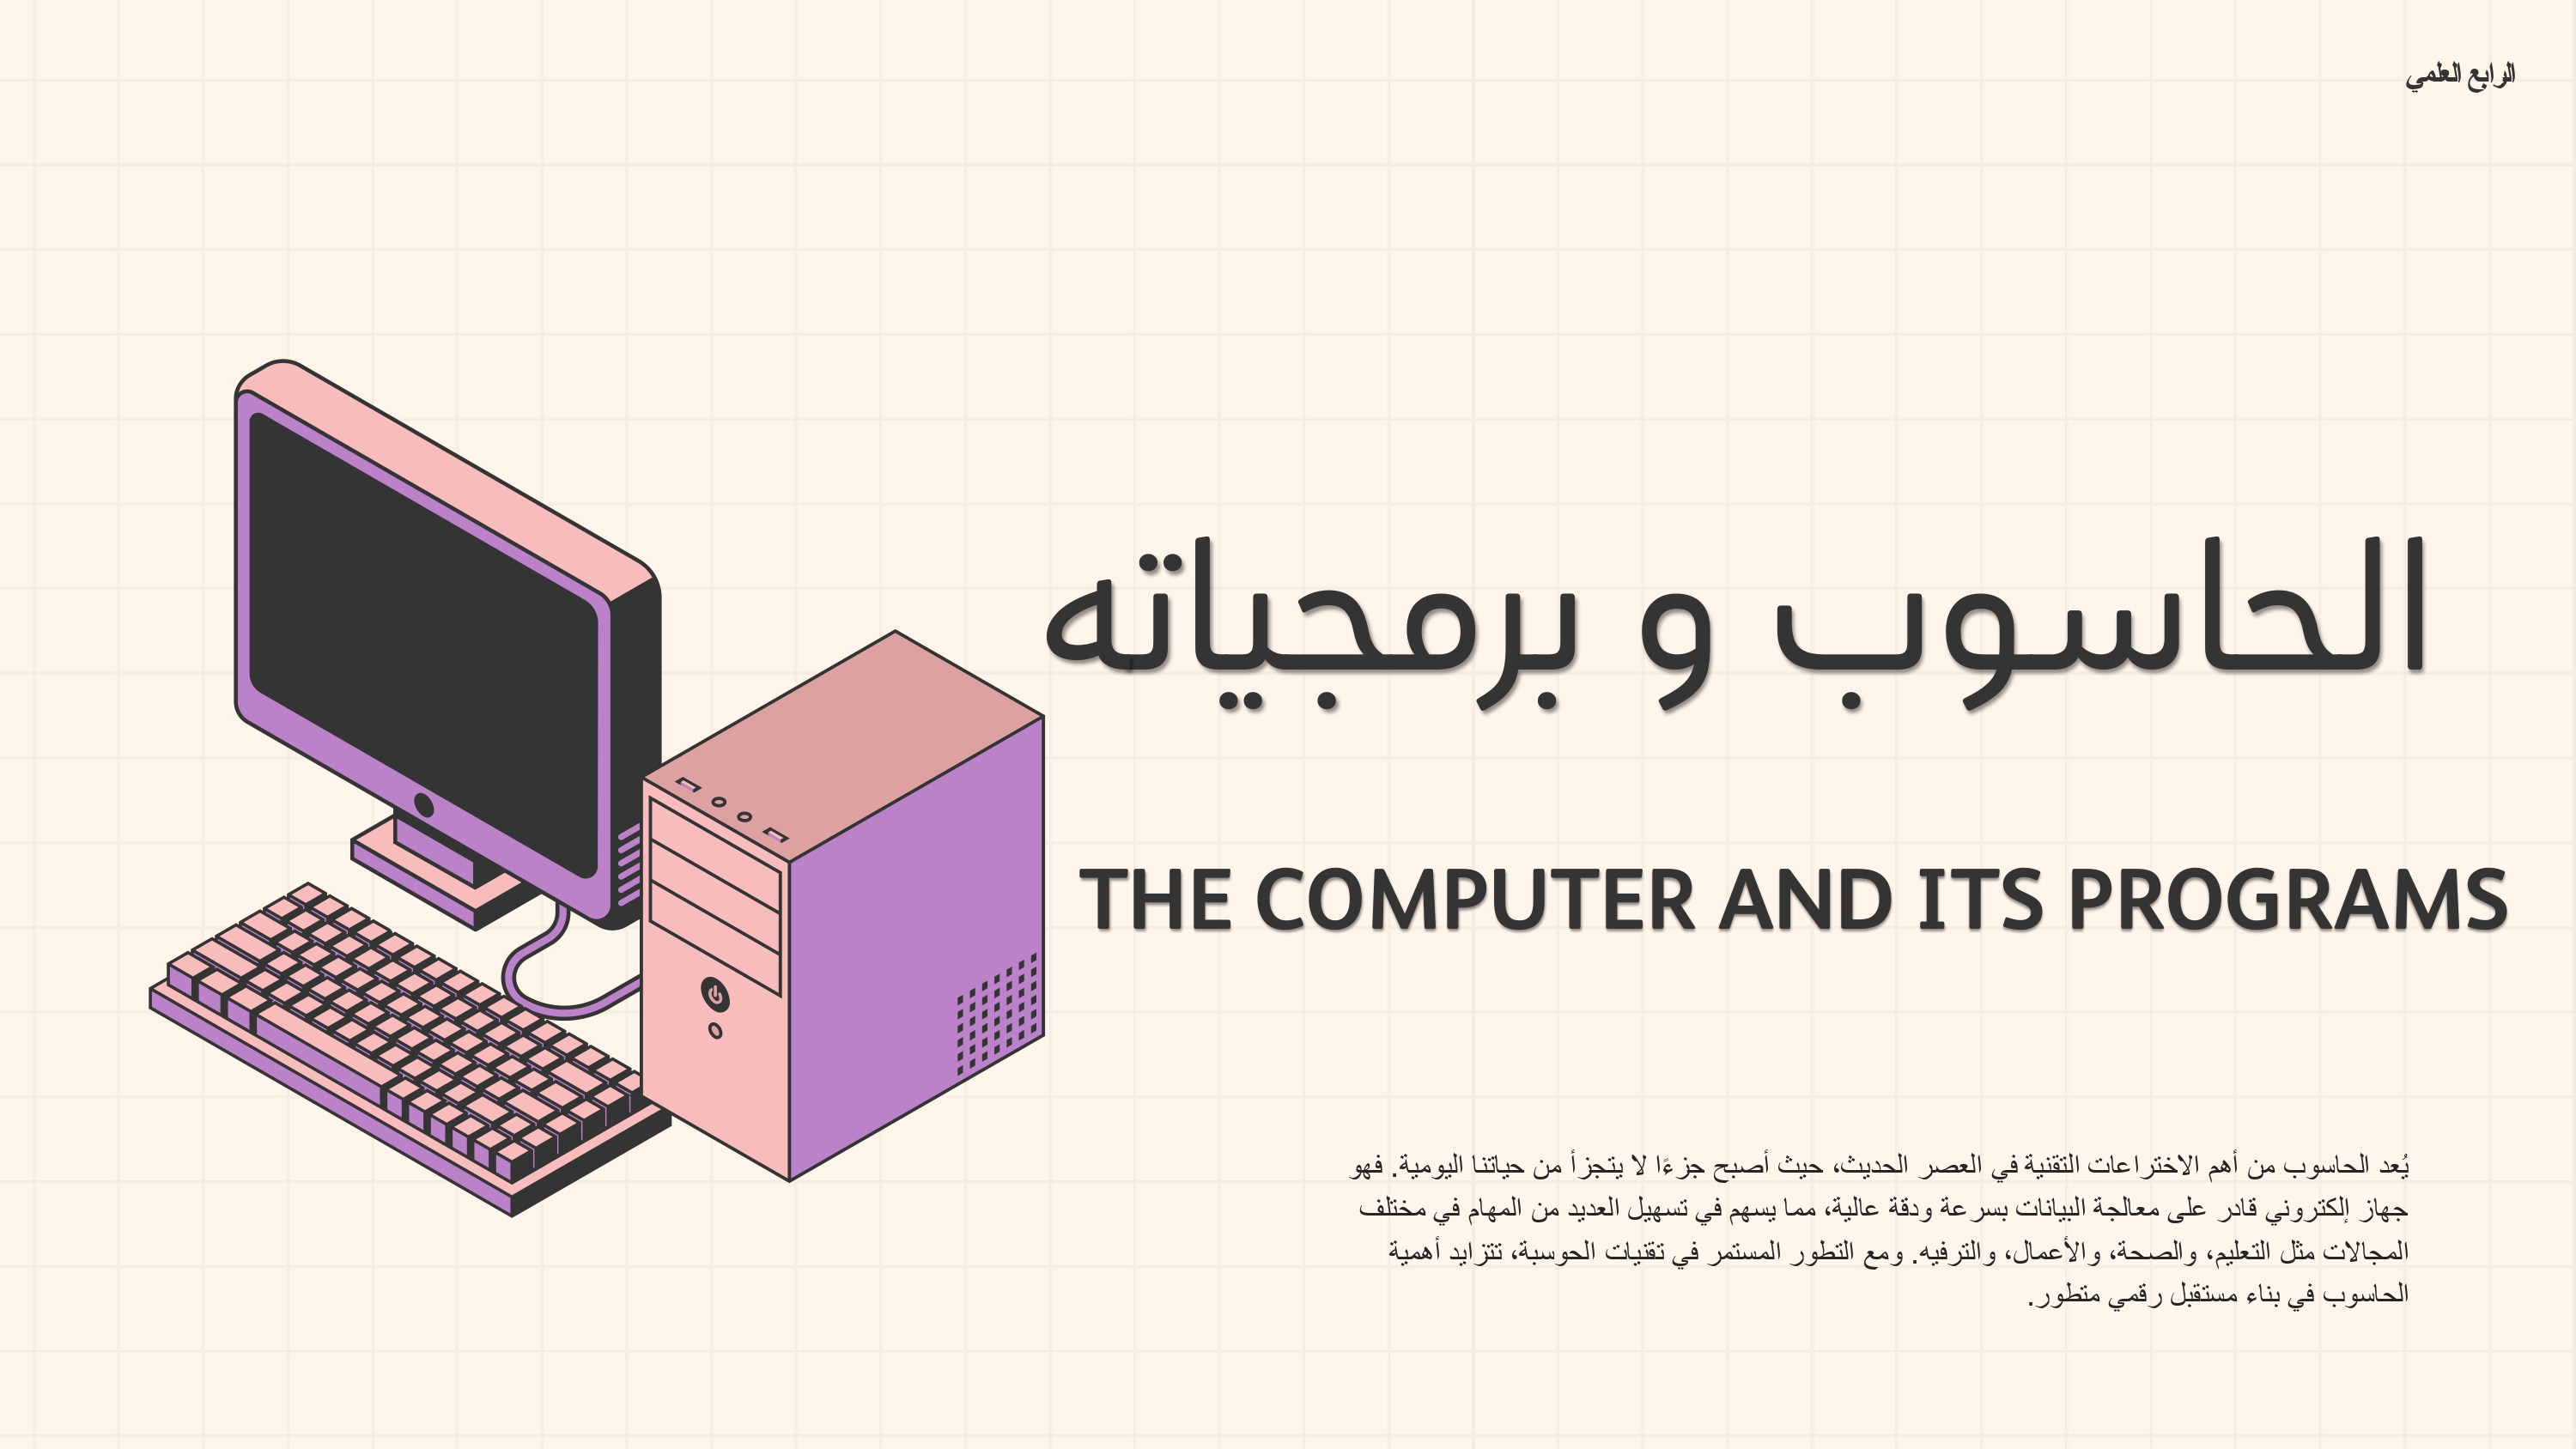 الرابع العلمي
الحاسوب و برمجياته
THE COMPUTER AND ITS PROGRAMS
يُعد الحاسوب من أهم الاختراعات التقنية في العصر الحديث، حيث أصبح جزءًا لا يتجزأ من حياتنا اليومية. فهو
جهاز إلكتروني قادر على معالجة البيانات بسرعة ودقة عالية، مما يسهم في تسهيل العديد من المهام في مختلف
المجالات مثل التعليم، والصحة، والأعمال، والترفيه. ومع التطور المستمر في تقنيات الحوسبة، تتزايد أهمية
الحاسوب في بناء مستقبل رقمي متطور.